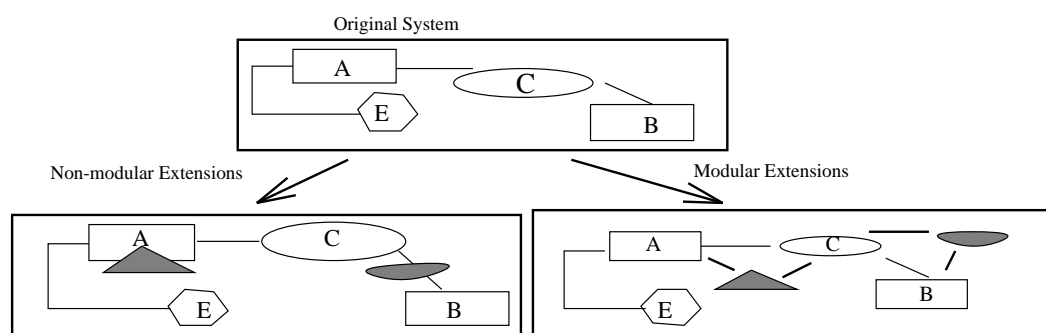 Original System
A
C
E
B
Non-modular Extensions
Modular Extensions
A
C
E
B
A
C
B
E